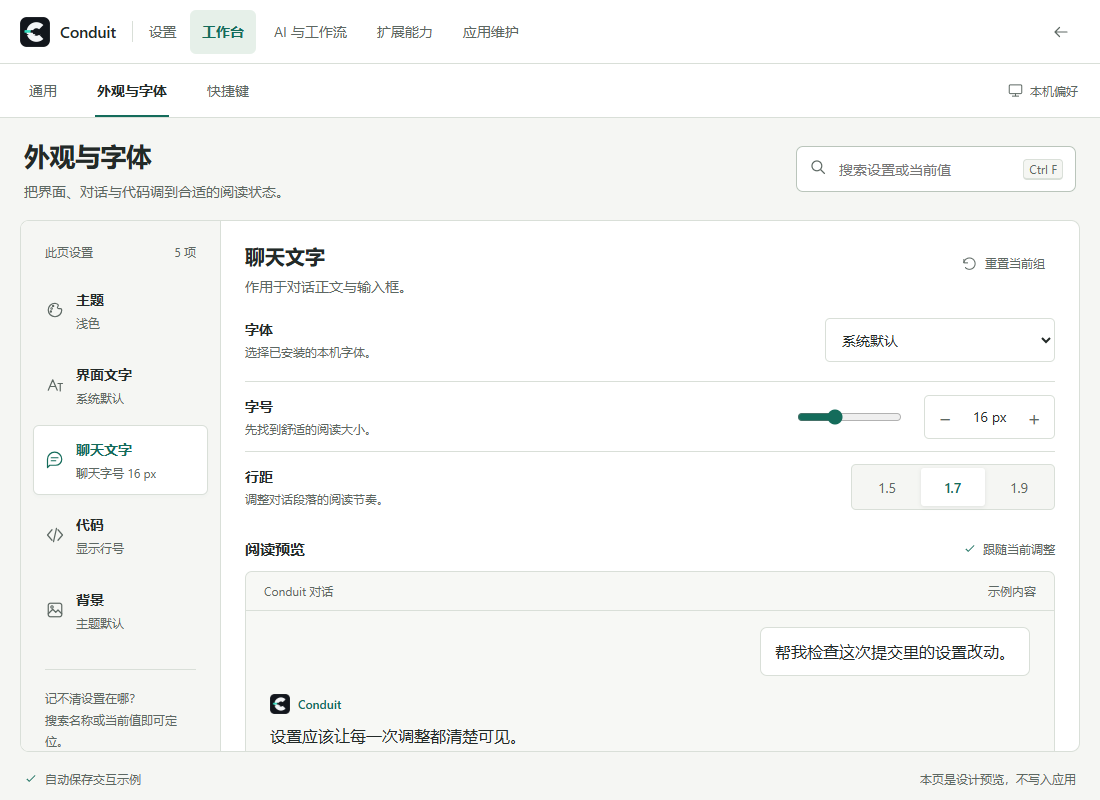 Conduit
设置
工作台
AI 与工作流
扩展能力
应用维护
通用
外观与字体
快捷键
本机偏好
外观与字体
把界面、对话与代码调到合适的阅读状态。
搜索设置或当前值
Ctrl F
此页设置
5 项
主题
浅色
界面文字
系统默认
聊天文字
聊天字号 16 px
代码
显示行号
背景
主题默认
记不清设置在哪?
搜索名称或当前值即可定
位。
聊天文字
作用于对话正文与输入框。
重置当前组
字体
选择已安装的本机字体。
系统默认
字号
先找到舒适的阅读大小。
− 16 px +
行距
调整对话段落的阅读节奏。
1.5 1.7 1.9
阅读预览
跟随当前调整
Conduit 对话
示例内容
帮我检查这次提交里的设置改动。
Conduit
设置应该让每一次调整都清楚可见。
自动保存交互示例
本页是设计预览，不写入应用